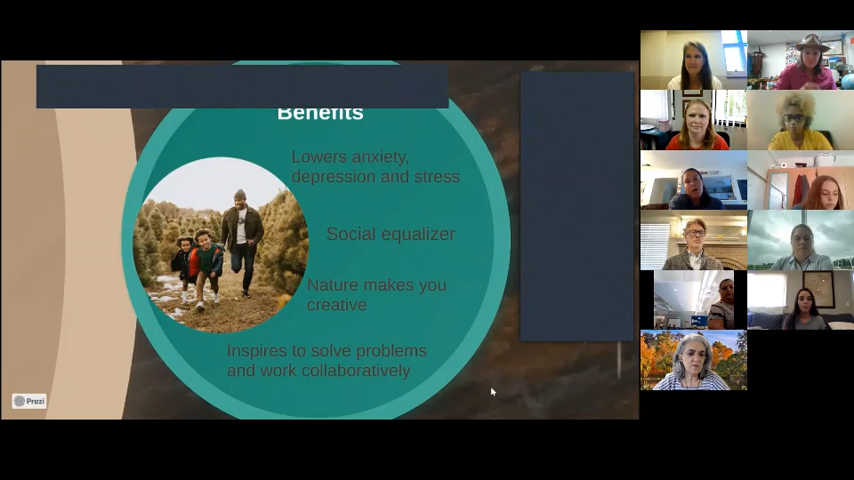 Benefits
Lowers anxiety,
depression and stress
Social equalizer
Nature makes you
creative
Inspires to solve problems
and work collaboratively
Prezi